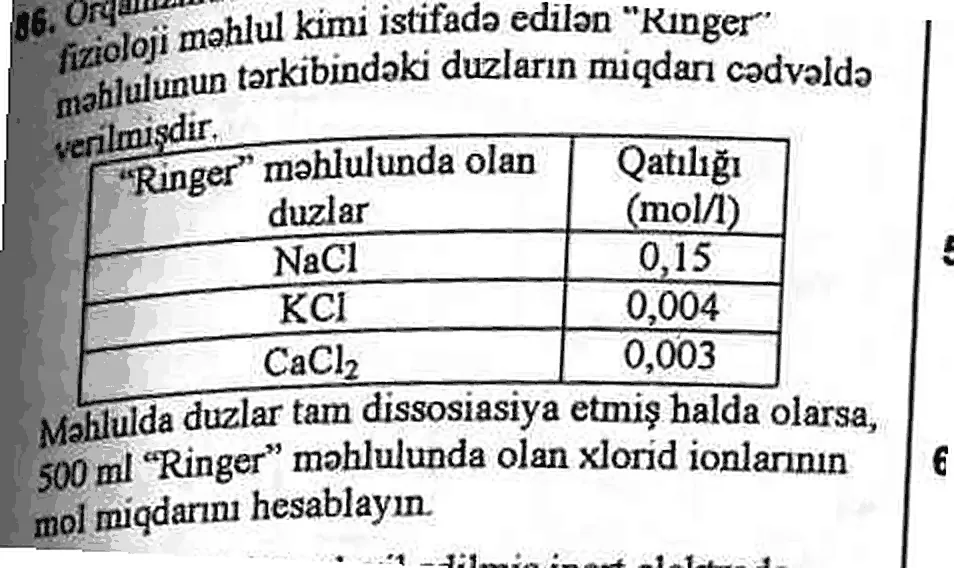 86.
fizioloji məhlul kimi istifadə edilən "Ringer"
məhlulunun tərkibindəki duzların miqdarı cədvəldə
verilmişdir.
"Ringer" məhlulunda olan duzlar Qatılığı (mol/l)
NaCl 0,15
KCl 0,004
CaCl₂ 0,003
Məhlulda duzlar tam dissosiasiya etmiş halda olarsa,
500 ml "Ringer" məhlulunda olan xlorid ionlarının
mol miqdarını hesablayın.
6